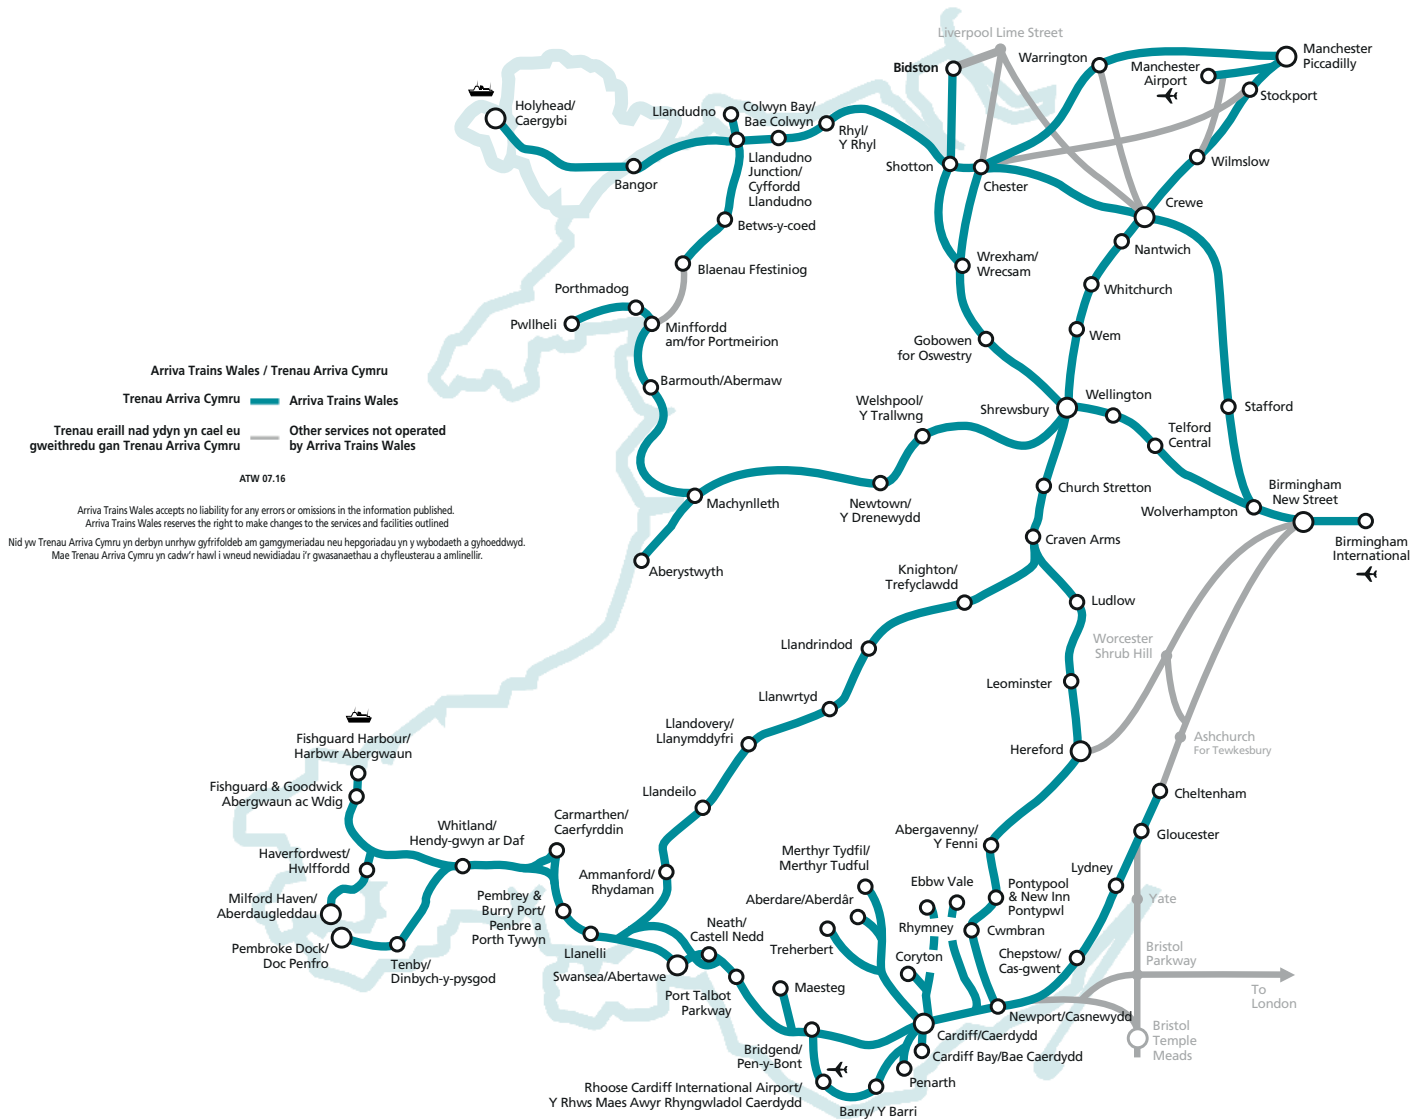 Liverpool Lime Street
Bidston
Warrington
Manchester
Airport
Manchester
Piccadilly
Stockport
Holyhead/
Caergybi
Llandudno
Colwyn Bay/
Bae Colwyn
Rhyl/
Y Rhyl
Llandudno
Junction/
Cyffordd
Llandudno
Bangor
Shotton
Chester
Wilmslow
Crewe
Betws-y-coed
Nantwich
Blaenau Ffestiniog
Wrexham/
Wrecsam
Whitchurch
Porthmadog
Pwllheli
Minffordd
am/for Portmeirion
Gobowen
for Oswestry
Wem
Arriva Trains Wales / Trenau Arriva Cymru
Trenau Arriva Cymru
Arriva Trains Wales
Trenau eraill nad ydyn yn cael eu
gweithredu gan Trenau Arriva Cymru
Other services not operated
by Arriva Trains Wales
ATW 07.16
Arriva Trains Wales accepts no liability for any errors or omissions in the information published.
Arriva Trains Wales reserves the right to make changes to the services and facilities outlined
Nid yw Trenau Arriva Cymru yn derbyn unrhyw gyfrifoldeb am gamgymeriadau neu hepgoriadau yn y wybodaeth a gyhoeddwyd.
Mae Trenau Arriva Cymru yn cadw'r hawl i wneud newidiadau i'r gwasanaethau a chyfleusterau a amlinellir.
Barmouth/Abermaw
Welshpool/
Y Trallwng
Shrewsbury
Wellington
Stafford
Telford
Central
Machynlleth
Newtown/
Y Drenewydd
Church Stretton
Wolverhampton
Birmingham
New Street
Birmingham
International
Craven Arms
Aberystwyth
Knighton/
Trefyclawdd
Ludlow
Llandrindod
Worcester
Shrub Hill
Leominster
Llanwrtyd
Llandovery/
Llanymddyfri
Hereford
Ashchurch
For Tewkesbury
Fishguard Harbour/
Harbwr Abergwaun
Fishguard & Goodwick
Abergwaun ac Wdig
Llandeilo
Cheltenham
Whitland/
Hendy-gwyn ar Daf
Carmarthen/
Caerfyrddin
Abergavenny/
Y Fenni
Gloucester
Haverfordwest/
Hwlffordd
Merthyr Tydfil/
Merthyr Tudful
Ammanford/
Rhydaman
Lydney
Milford Haven/
Aberdaugleddau
Pembrey &
Burry Port/
Penbre a
Porth Tywyn
Aberdare/Aberdâr
Ebbw Vale
Pontypool
& New Inn
Pontypwl
Yate
Rhymney
Neath/
Castell Nedd
Cwmbran
Pembroke Dock/
Doc Penfro
Treherbert
Llanelli
Coryton
Chepstow/
Cas-gwent
Bristol
Parkway
Tenby/
Dinbych-y-pysgod
Swansea/Abertawe
Port Talbot
Parkway
Maesteg
To
London
Newport/Casnewydd
Bristol
Temple
Meads
Cardiff/Caerdydd
Bridgend/
Pen-y-Bont
Cardiff Bay/Bae Caerdydd
Penarth
Rhoose Cardiff International Airport/
Y Rhws Maes Awyr Rhyngwladol Caerdydd
Barry/ Y Barri